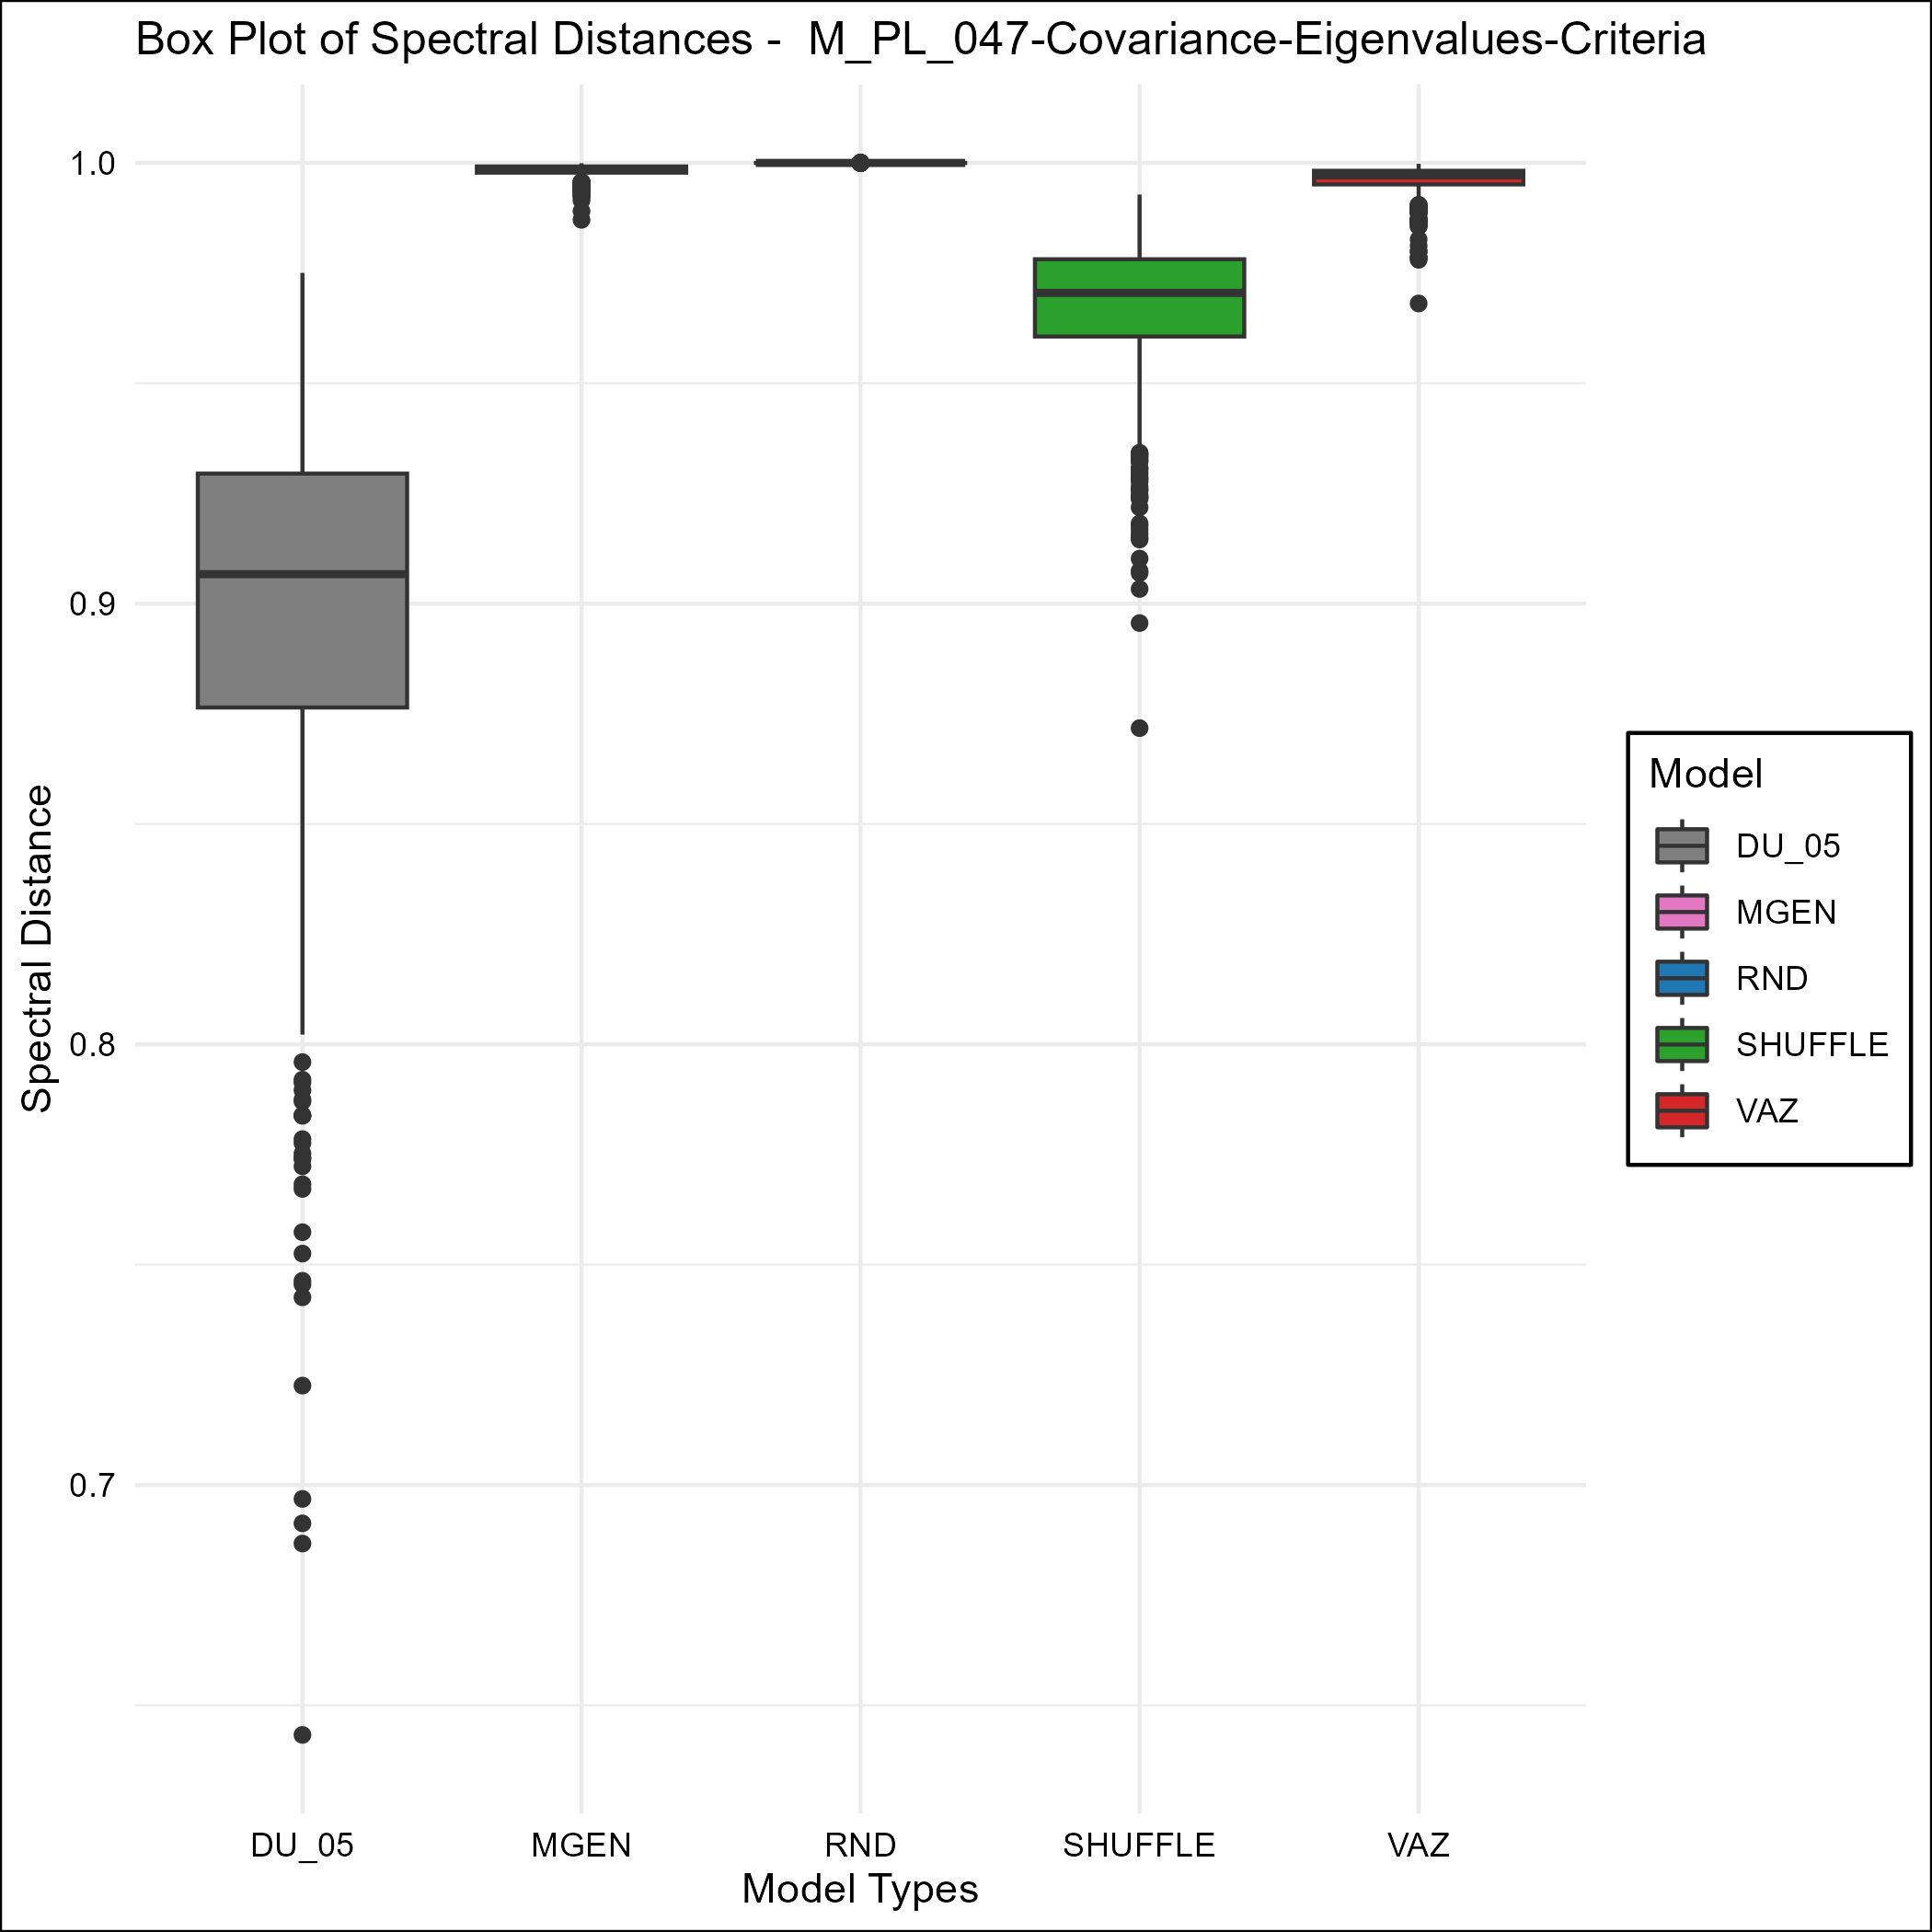 Box Plot of Spectral Distances -  M_PL_047-Covariance-Eigenvalues-Criteria
1.0
0.9
0.8
0.7
Spectral Distance
DU_05
MGEN
RND
SHUFFLE
VAZ
Model Types
Model
DU_05
MGEN
RND
SHUFFLE
VAZ